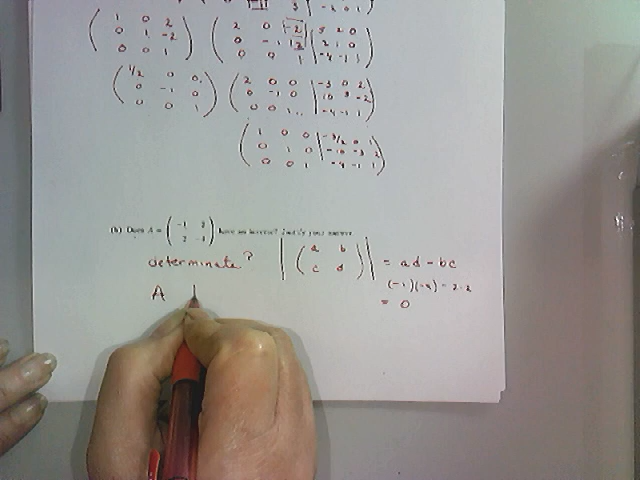 1 0 2
0 1 -2
0 0 1
2 0 -2 | 3 2 0
0 -1 2 | 2 1 0
0 0 1 | -4 -1 1
1/2 0 0
0 -1 0
0 0 1
2 0 0 | -3 0 2
0 -1 0 | 10 3 -2
0 0 1 | -4 -1 1
1 0 0 | -3/2 0 1
0 1 0 | -10 -3 2
0 0 1 | -4 -1 1
(b) Does A = ( -1 2
2 -4 ) have an inverse? Justify your answer.
determinate? | ( a b
c d ) | = ad - bc
(-1)(-4) - 2·2
= 0
A